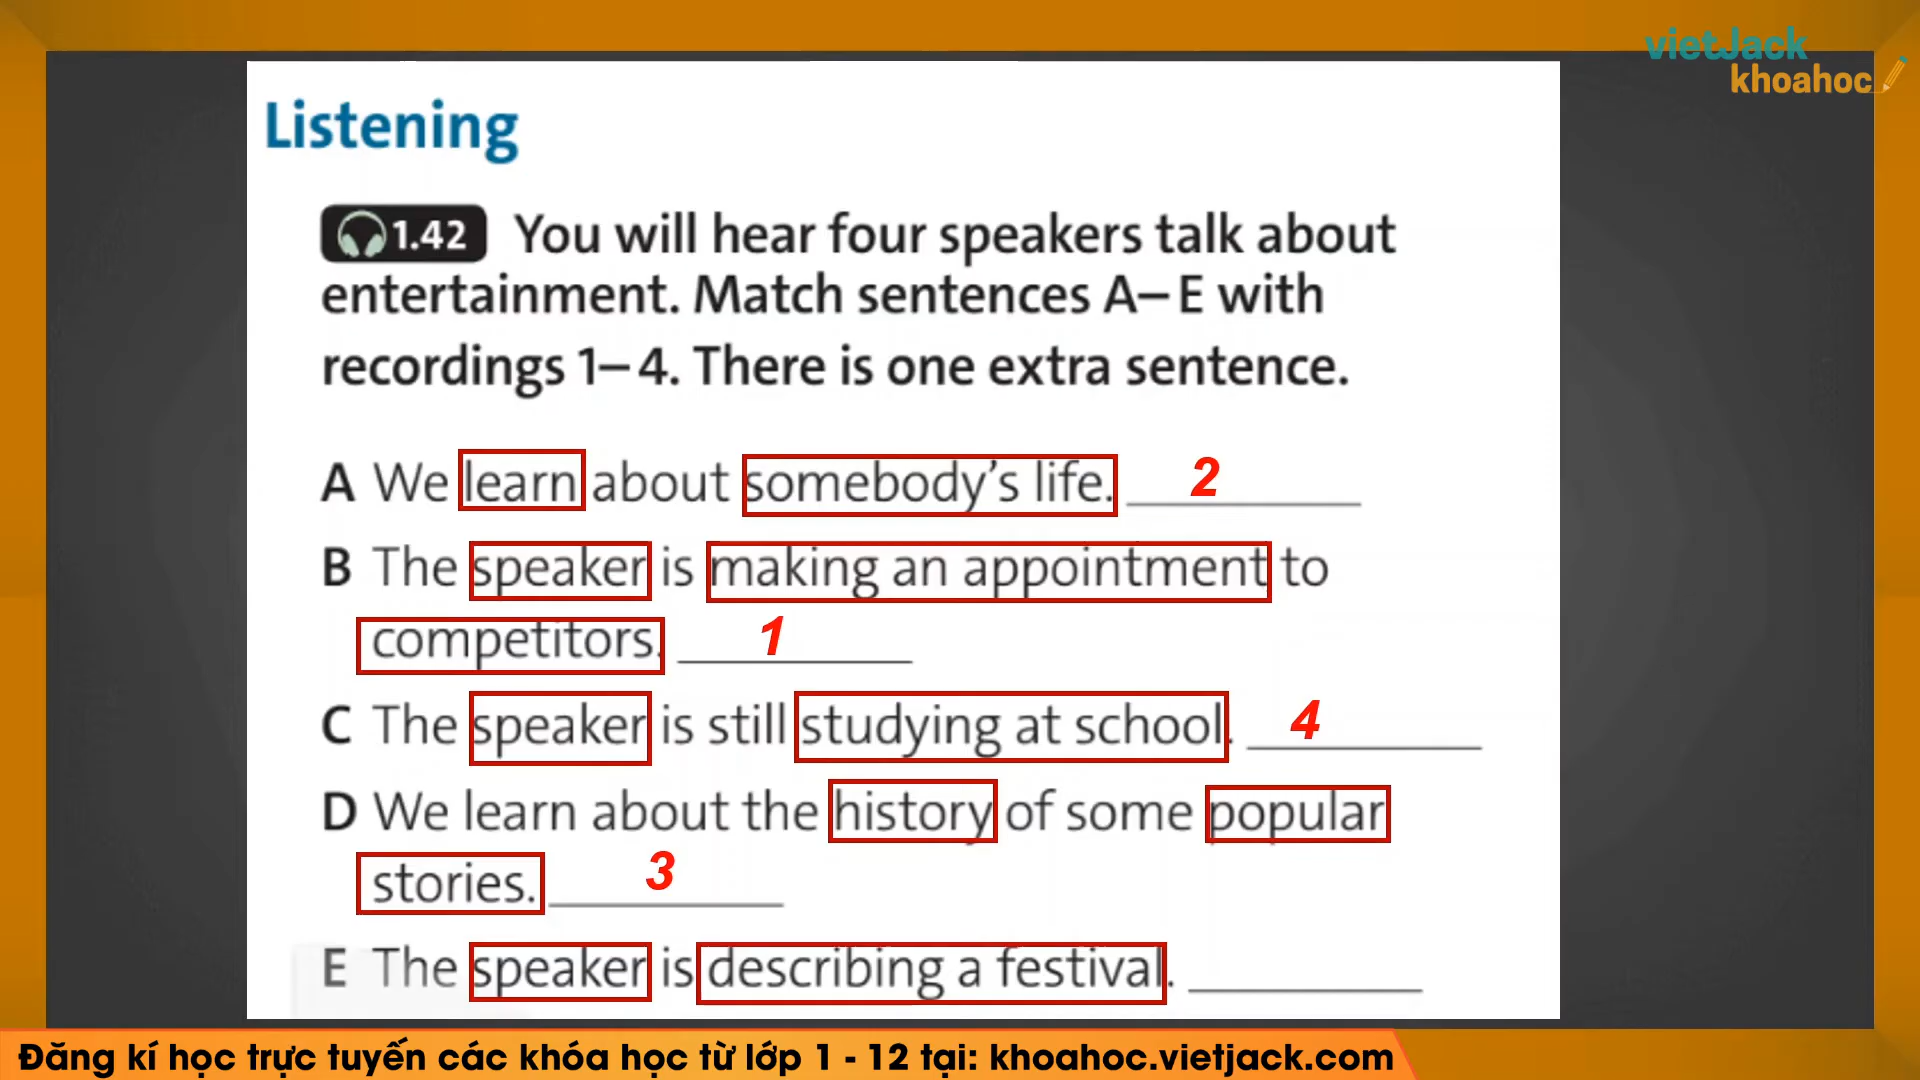 vietJack
khoahoc
Listening
1.42 You will hear four speakers talk about
entertainment. Match sentences A–E with
recordings 1–4. There is one extra sentence.
A We learn about somebody's life. 2
B The speaker is making an appointment to
competitors. 1
C The speaker is still studying at school. 4
D We learn about the history of some popular
stories. 3
E The speaker is describing a festival.
Đăng kí học trực tuyến các khóa học từ lớp 1 - 12 tại: khoahoc.vietjack.com